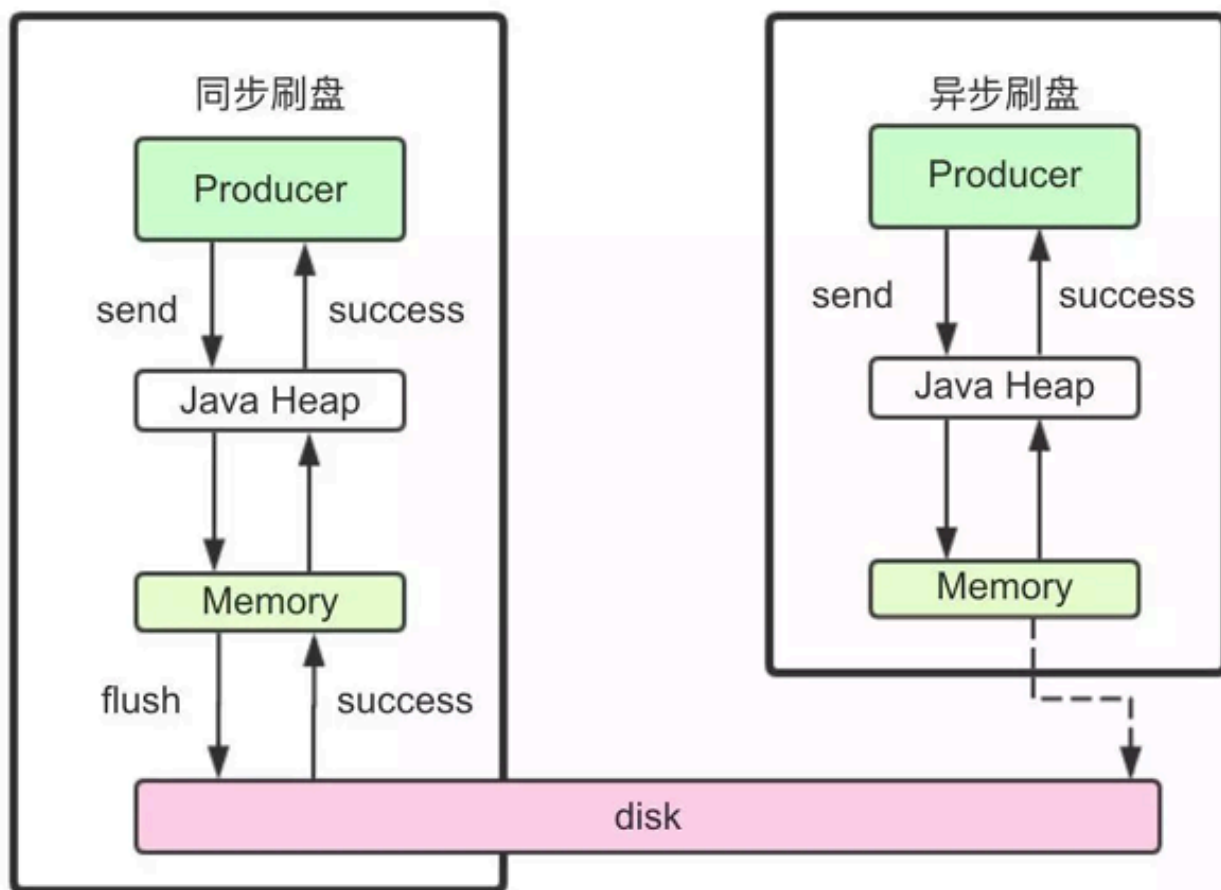 同步刷盘
Producer
send
success
Java Heap
Memory
flush
success
异步刷盘
Producer
send
success
Java Heap
Memory
disk